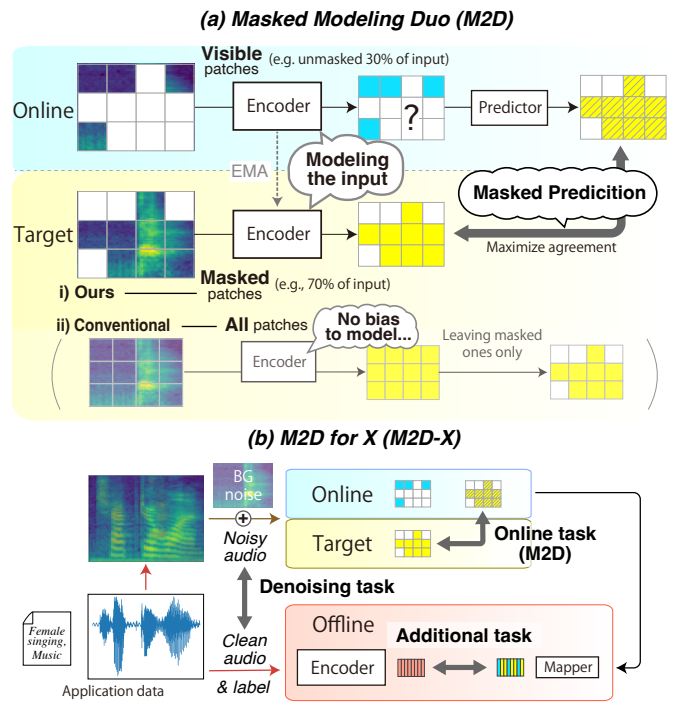 (a) Masked Modeling Duo (M2D)
Visible (e.g. unmasked 30% of input)
patches
Online
Encoder
?
Predictor
EMA
Modeling
the input
Masked Predicition
Target
Encoder
Maximize agreement
i) Ours
Masked (e.g., 70% of input)
patches
ii) Conventional
All patches
Encoder
No bias
to model...
Leaving masked
ones only
(b) M2D for X (M2D-X)
BG
noise
Online
Noisy
audio
Target
Online task
(M2D)
Denoising task
Female
singing,
Music
Application data
Clean
audio
& label
Offline
Additional task
Encoder
Mapper